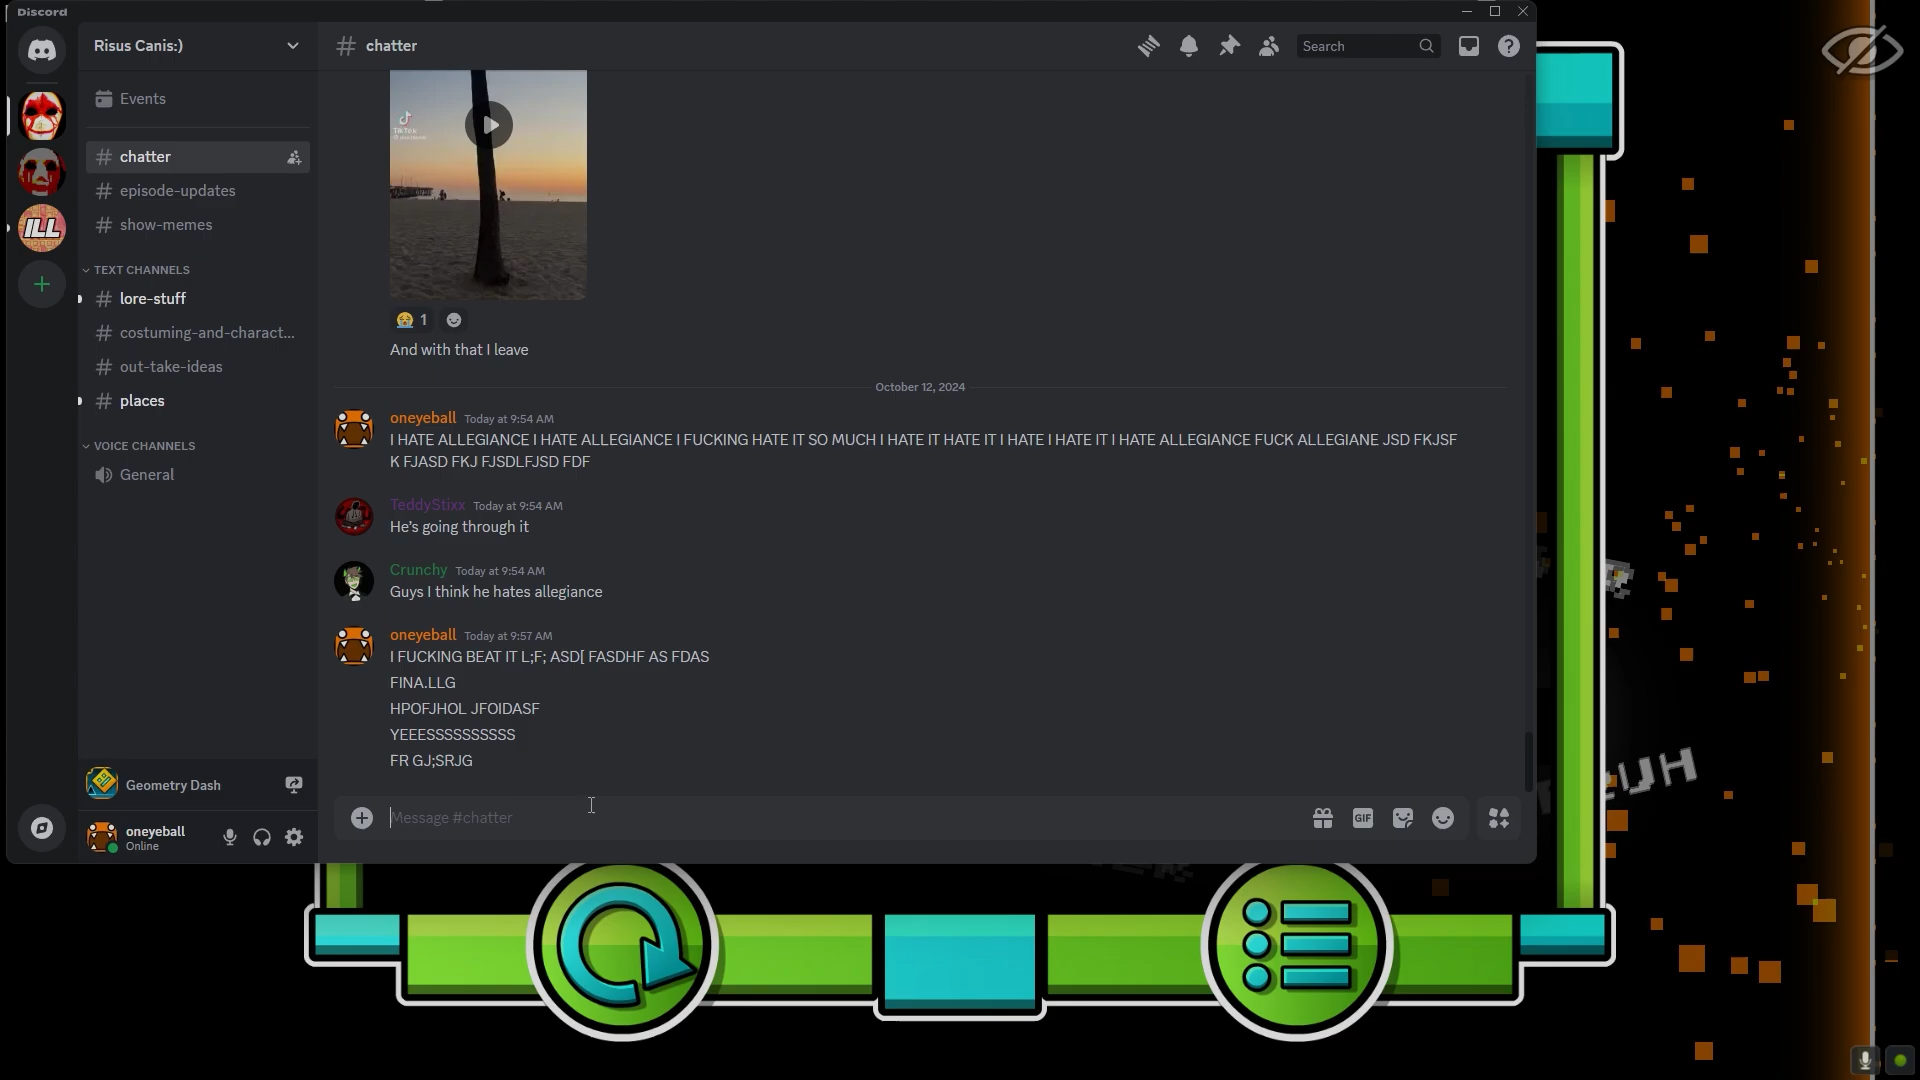 Discord
Risus Canis:)
chatter
Search
Events
chatter
episode-updates
show-memes
TEXT CHANNELS
lore-stuff
costuming-and-charact...
out-take-ideas
places
VOICE CHANNELS
General
Geometry Dash
oneyeball
Online
ILL
TikTok
1
And with that I leave
October 12, 2024
oneyeball Today at 9:54 AM
I HATE ALLEGIANCE I HATE ALLEGIANCE I FUCKING HATE IT SO MUCH I HATE IT HATE IT I HATE I HATE IT I HATE ALLEGIANCE FUCK ALLEGIANE JSD FKJSF
K FJASD FKJ FJSDLFJSD FDF
TeddyStixx Today at 9:54 AM
He's going through it
Crunchy Today at 9:54 AM
Guys I think he hates allegiance
oneyeball Today at 9:57 AM
I FUCKING BEAT IT L;F; ASD[ FASDHF AS FDAS
FINA.LLG
HPOFJHOL JFOIDASF
YEEESSSSSSSSSS
FR GJ;SRJG
Message #chatter
GIF